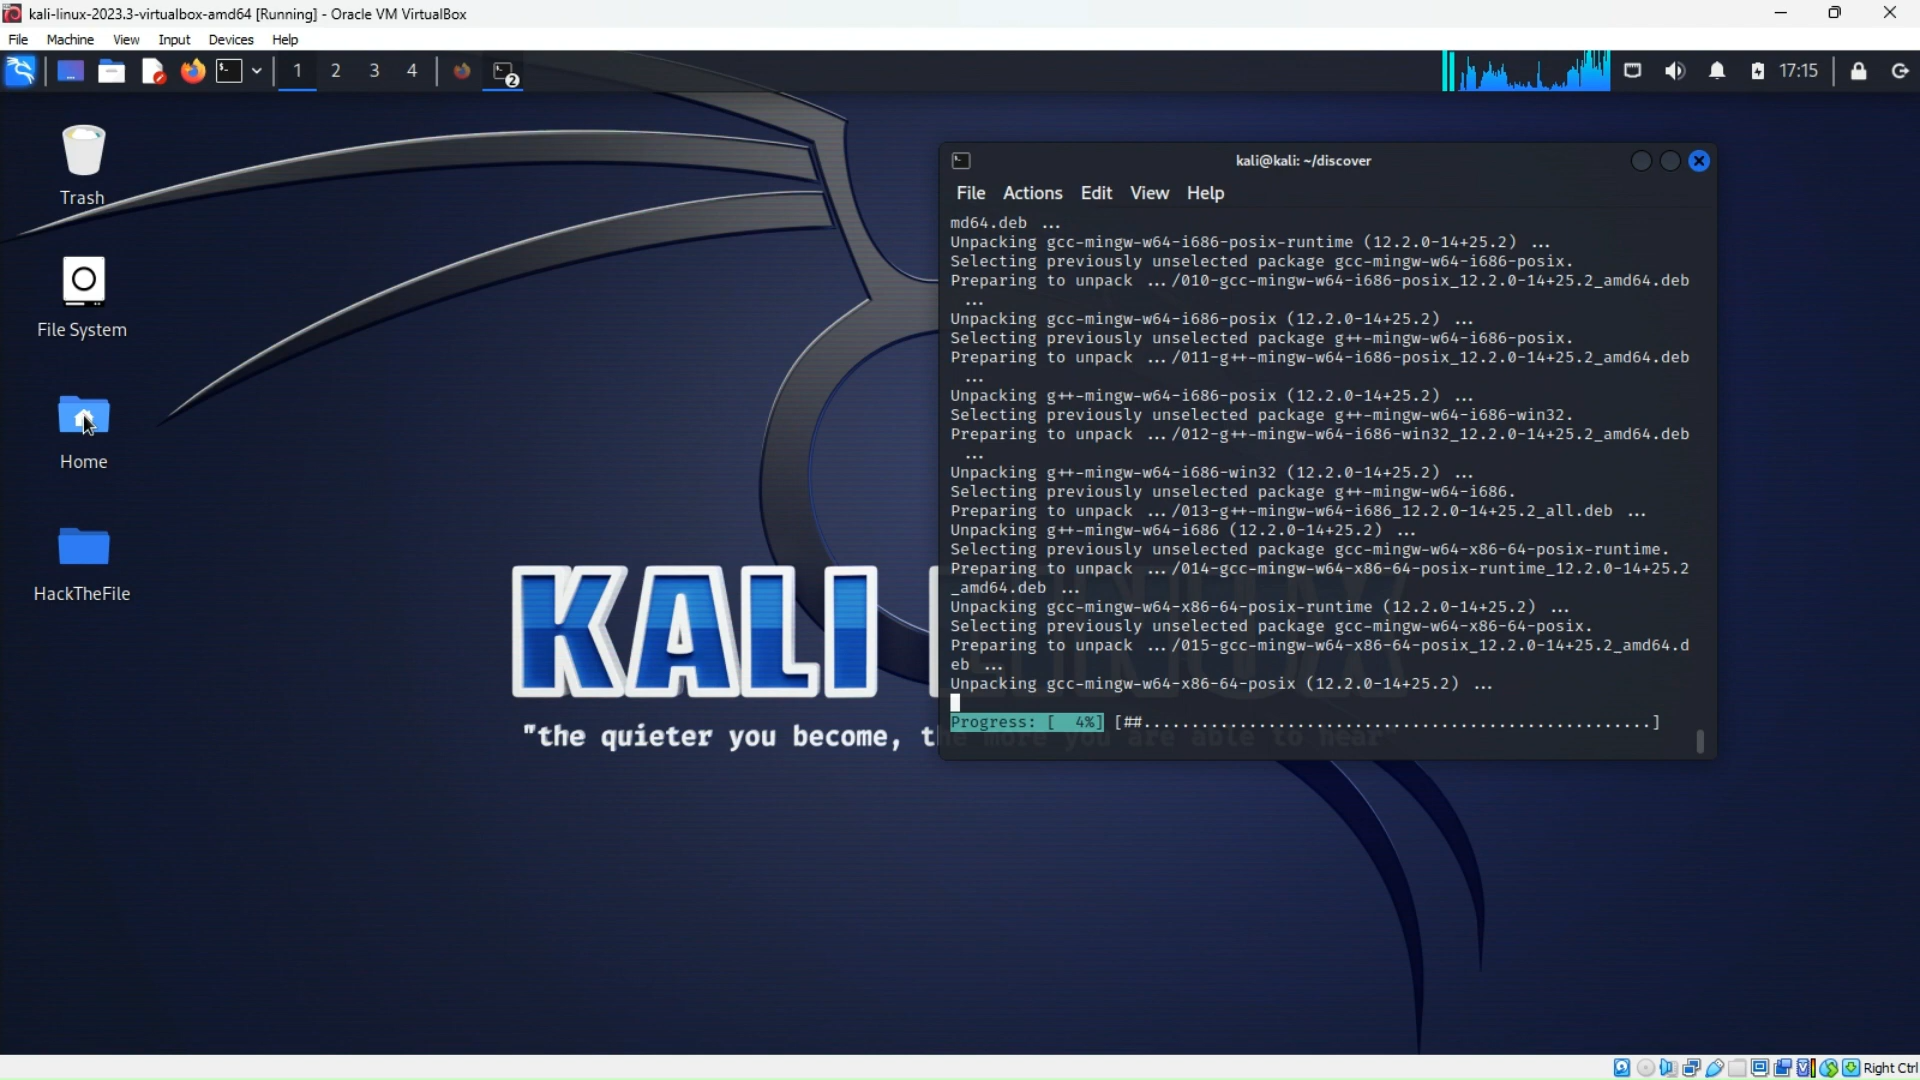 kali-linux-2023.3-virtualbox-amd64 [Running] - Oracle VM VirtualBox
File Machine View Input Devices Help
1 2 3 4 2 17:15
Trash
File System
Home
HackTheFile
kali@kali: ~/discover
File Actions Edit View Help
md64.deb ...
Unpacking gcc-mingw-w64-i686-posix-runtime (12.2.0-14+25.2) ...
Selecting previously unselected package gcc-mingw-w64-i686-posix.
Preparing to unpack .../010-gcc-mingw-w64-i686-posix_12.2.0-14+25.2_amd64.deb
...
Unpacking gcc-mingw-w64-i686-posix (12.2.0-14+25.2) ...
Selecting previously unselected package g++-mingw-w64-i686-posix.
Preparing to unpack .../011-g++-mingw-w64-i686-posix_12.2.0-14+25.2_amd64.deb
...
Unpacking g++-mingw-w64-i686-posix (12.2.0-14+25.2) ...
Selecting previously unselected package g++-mingw-w64-i686-win32.
Preparing to unpack .../012-g++-mingw-w64-i686-win32_12.2.0-14+25.2_amd64.deb
...
Unpacking g++-mingw-w64-i686-win32 (12.2.0-14+25.2) ...
Selecting previously unselected package g++-mingw-w64-i686.
Preparing to unpack .../013-g++-mingw-w64-i686_12.2.0-14+25.2_all.deb ...
Unpacking g++-mingw-w64-i686 (12.2.0-14+25.2) ...
Selecting previously unselected package gcc-mingw-w64-x86-64-posix-runtime.
Preparing to unpack .../014-gcc-mingw-w64-x86-64-posix-runtime_12.2.0-14+25.2
_amd64.deb ...
Unpacking gcc-mingw-w64-x86-64-posix-runtime (12.2.0-14+25.2) ...
Selecting previously unselected package gcc-mingw-w64-x86-64-posix.
Preparing to unpack .../015-gcc-mingw-w64-x86-64-posix_12.2.0-14+25.2_amd64.d
eb ...
Unpacking gcc-mingw-w64-x86-64-posix (12.2.0-14+25.2) ...
Progress: [  4%] [##.....................................................]
KALI
"the quieter you become, the more you are able to hear"
Right Ctrl